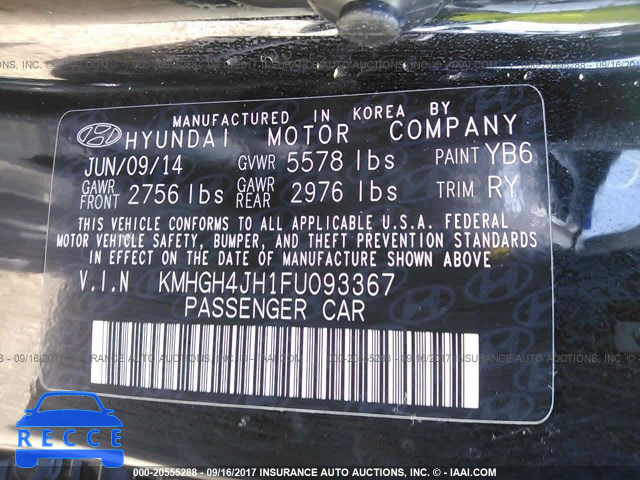 MANUFACTURED IN KOREA BY
HYUNDAI MOTOR COMPANY
JUN/09/14 GVWR 5578 lbs PAINT YB6
GAWR FRONT 2756 lbs GAWR REAR 2976 lbs TRIM RY
THIS VEHICLE CONFORMS TO ALL APPLICABLE U.S.A. FEDERAL
MOTOR VEHICLE SAFETY, BUMPER, AND THEFT PREVENTION STANDARDS
IN EFFECT ON THE DATE OF MANUFACTURE SHOWN ABOVE.
V.I.N KMHGH4JH1FU093367
PASSENGER CAR
RECCE
000-20555288 - 09/16/2017 INSURANCE AUTO AUCTIONS, INC. - © IAAI.COM